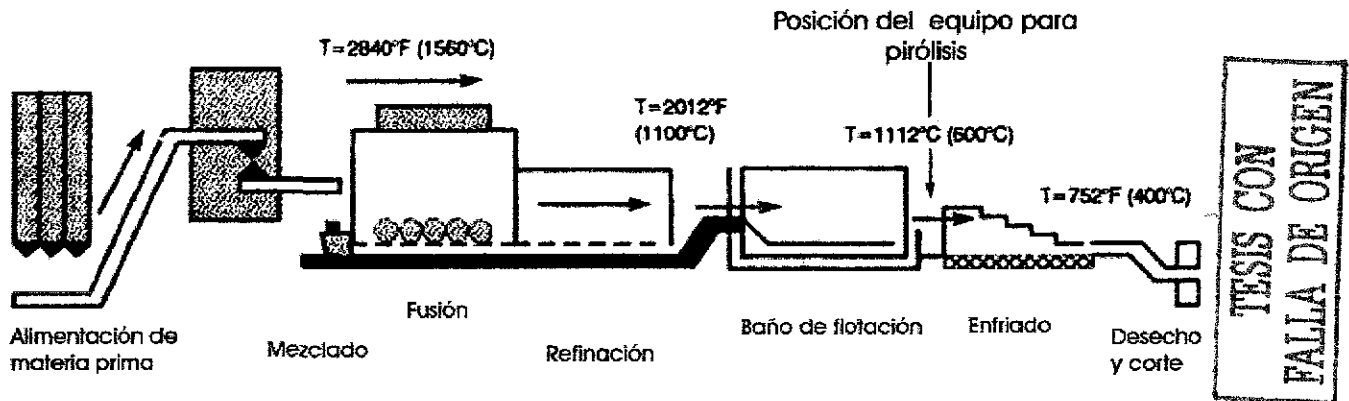 Posición del equipo para
pirólisis
T=2840°F (1560°C)
T=2012°F
(1100°C)
T=1112°C (600°C)
T=752°F (400°C)
Alimentación de
materia prima
Mezclado
Fusión
Refinación
Baño de flotación
Enfriado
Desecho
y corte
TESIS CON
FALLA DE ORIGEN